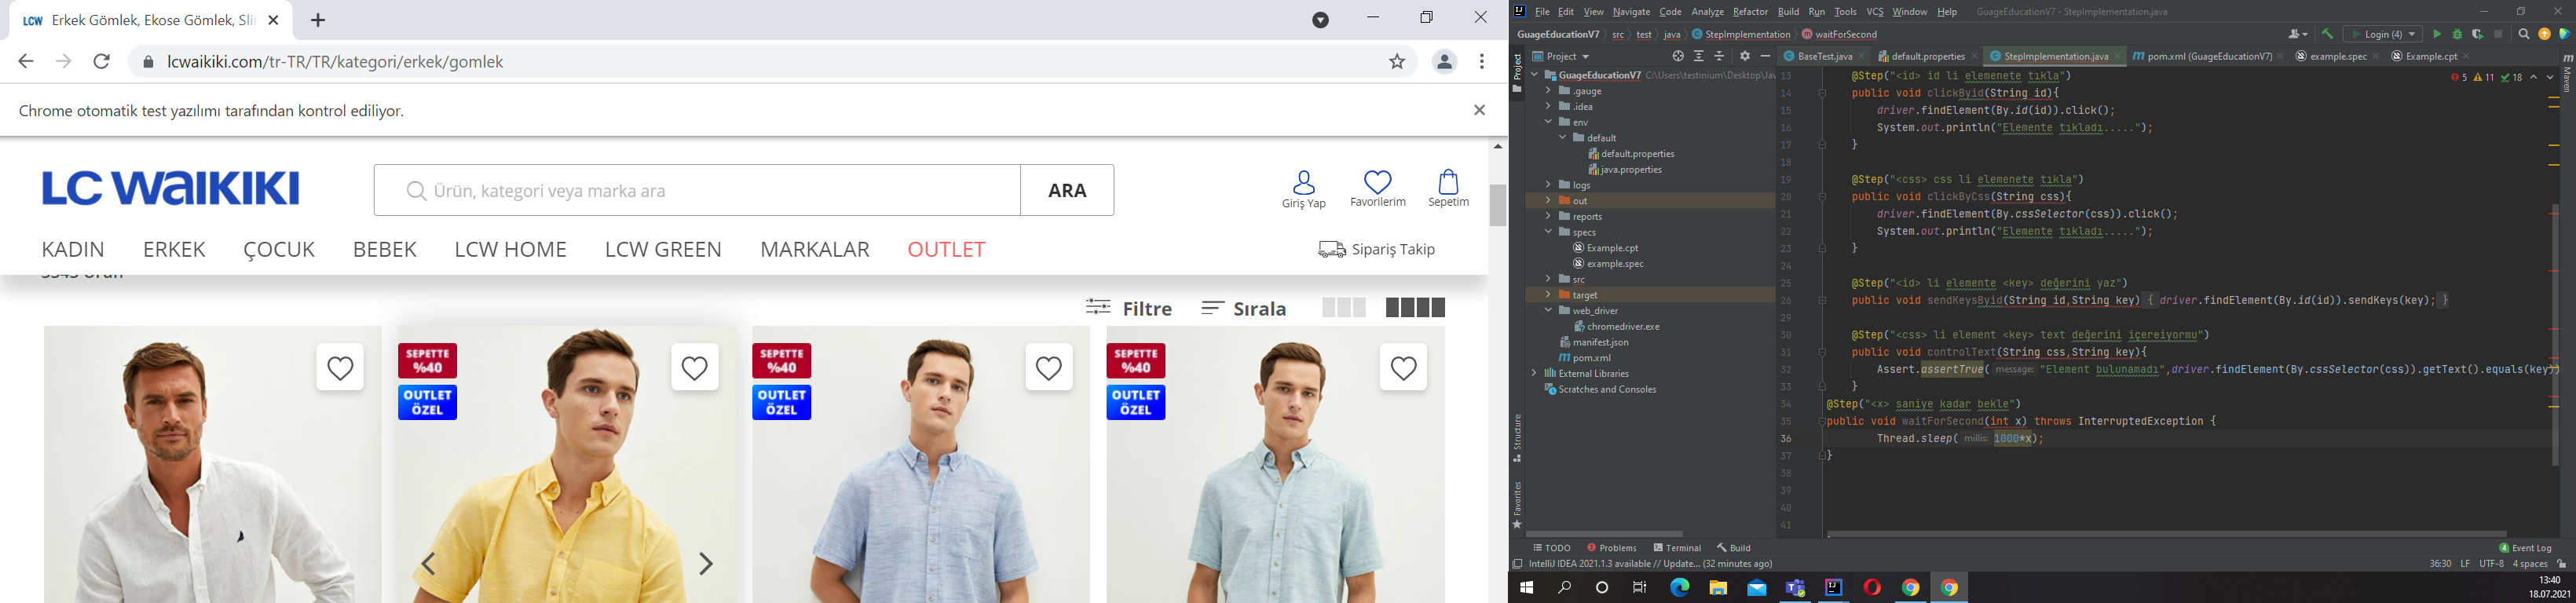 LCW Erkek Gömlek, Ekose Gömlek, Slin
lcwaikiki.com/tr-TR/TR/kategori/erkek/gomlek
Chrome otomatik test yazılımı tarafından kontrol ediliyor.
LC WAIKIKI
Ürün, kategori veya marka ara
ARA
Giriş Yap
Favorilerim
Sepetim
KADIN ERKEK ÇOCUK BEBEK LCW HOME LCW GREEN MARKALAR OUTLET
Sipariş Takip
Filtre
Sırala
SEPETTE
%40
OUTLET
ÖZEL
SEPETTE
%40
OUTLET
ÖZEL
SEPETTE
%40
OUTLET
ÖZEL
File Edit View Navigate Code Analyze Refactor Build Run Tools VCS Window Help GuageEducationV7 - StepImplementation.java
GuageEducationV7 src test java StepImplementation waitForSecond
Login (4)
Project
BaseTest.java default.properties StepImplementation.java pom.xml (GuageEducationV7) example.spec Example.cpt
Project
Structure
Favorites
Maven
GuageEducationV7 C:\Users\testinium\Desktop\Jav
.gauge
.idea
env
default
default.properties
java.properties
logs
out
reports
specs
Example.cpt
example.spec
src
target
web_driver
chromedriver.exe
manifest.json
pom.xml
External Libraries
Scratches and Consoles
5 11 18
13 @Step("<id> id li elemenete tıkla")
14 public void clickByid(String id){
15 driver.findElement(By.id(id)).click();
16 System.out.println("Elemente tıkladı.....");
17 }
18
19 @Step("<css> css li elemenete tıkla")
20 public void clickByCss(String css){
21 driver.findElement(By.cssSelector(css)).click();
22 System.out.println("Elemente tıkladı.....");
23 }
24
25 @Step("<id> li elemente <key> değerini yaz")
26 public void sendKeysByid(String id,String key) { driver.findElement(By.id(id)).sendKeys(key); }
29
30 @Step("<css> li element <key> text değerini içereiyormu")
31 public void controlText(String css,String key){
32 Assert.assertTrue( message: "Element bulunamadı",driver.findElement(By.cssSelector(css)).getText().equals(key))
33 }
34 @Step("<x> saniye kadar bekle")
35 public void waitForSecond(int x) throws InterruptedException {
36 Thread.sleep( millis: 1000*x);
37 }
38
39
40
41
TODO Problems Terminal Build
Event Log
IntelliJ IDEA 2021.1.3 available // Update... (32 minutes ago)
36:30 LF UTF-8 4 spaces
13:40
18.07.2021